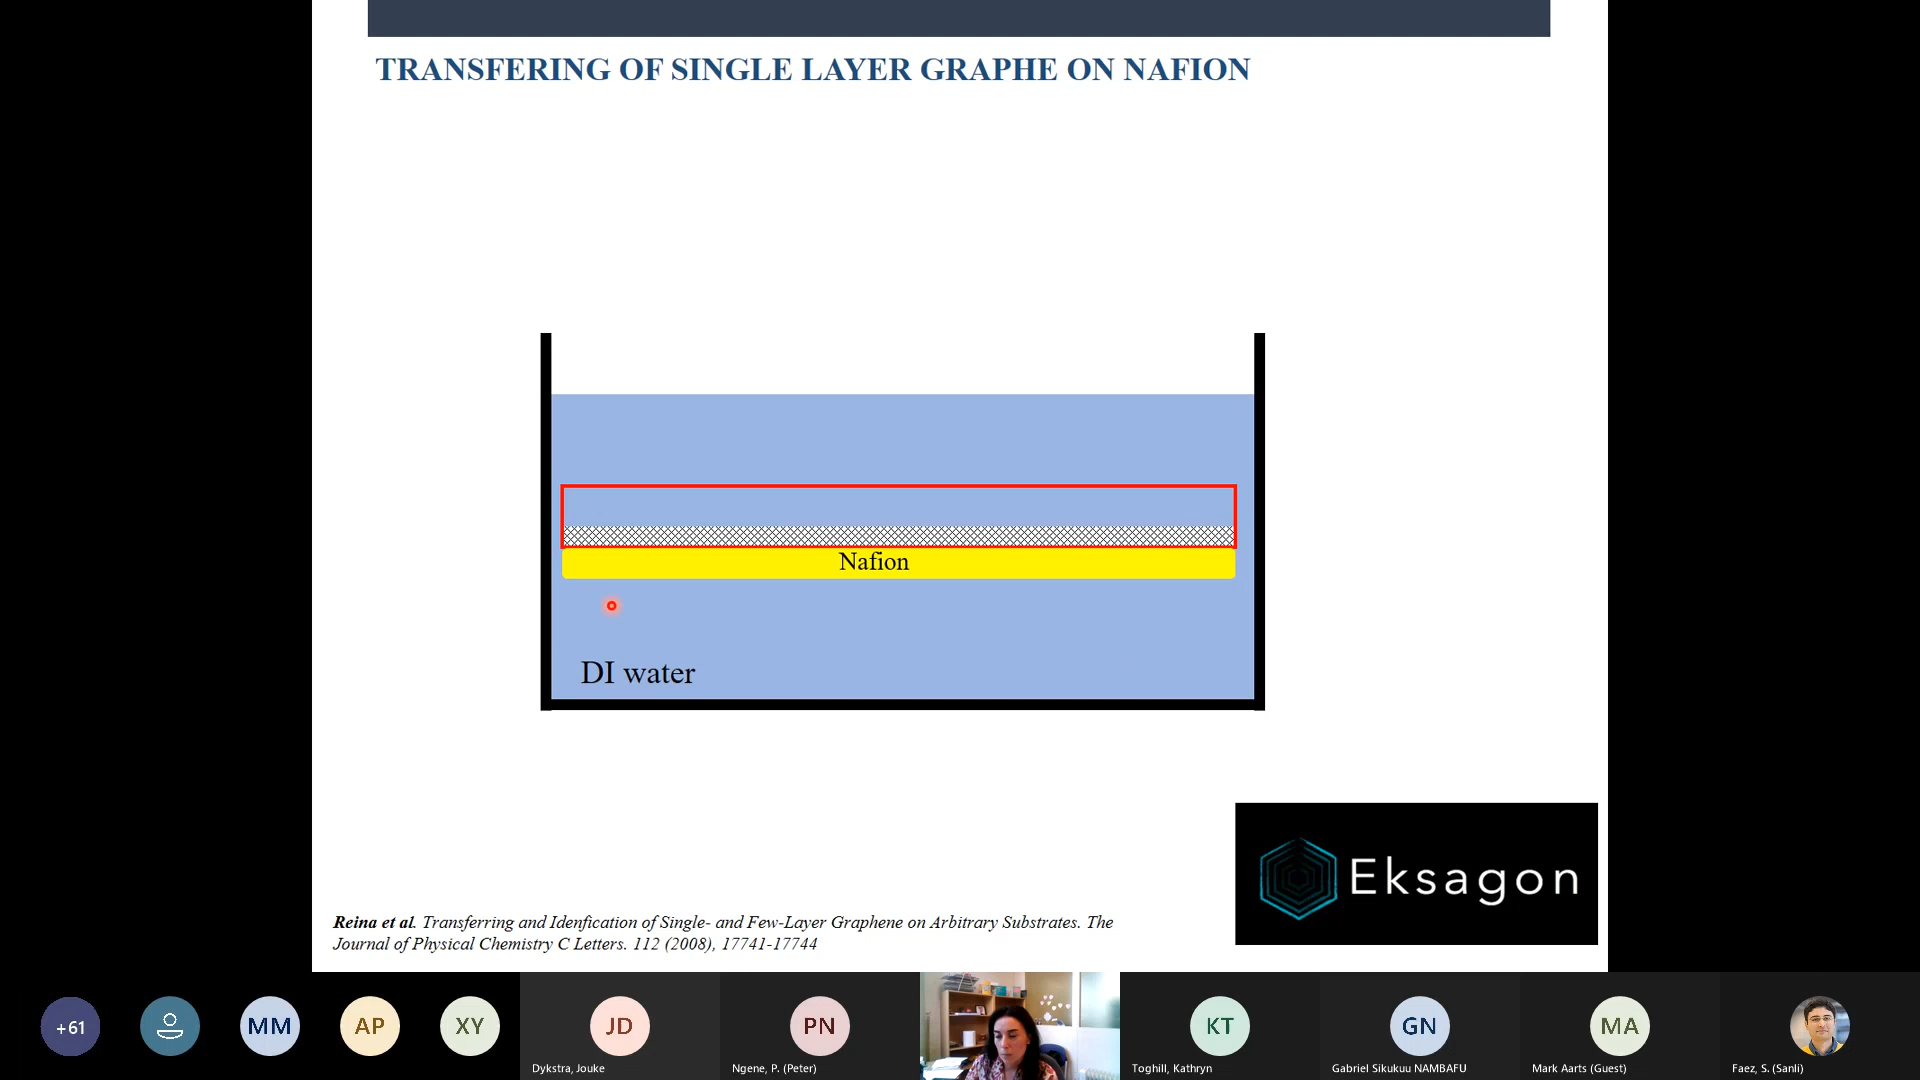 TRANSFERING OF SINGLE LAYER GRAPHE ON NAFION
Nafion
DI water
Eksagon
Reina et al. Transferring and Idenfication of Single- and Few-Layer Graphene on Arbitrary Substrates. The
Journal of Physical Chemistry C Letters. 112 (2008), 17741-17744
+61
MM
AP
XY
JD
PN
KT
GN
MA
Dykstra, Jouke
Ngene, P. (Peter)
Toghill, Kathryn
Gabriel Sikukuu NAMBAFU
Mark Aarts (Guest)
Faez, S. (Sanli)